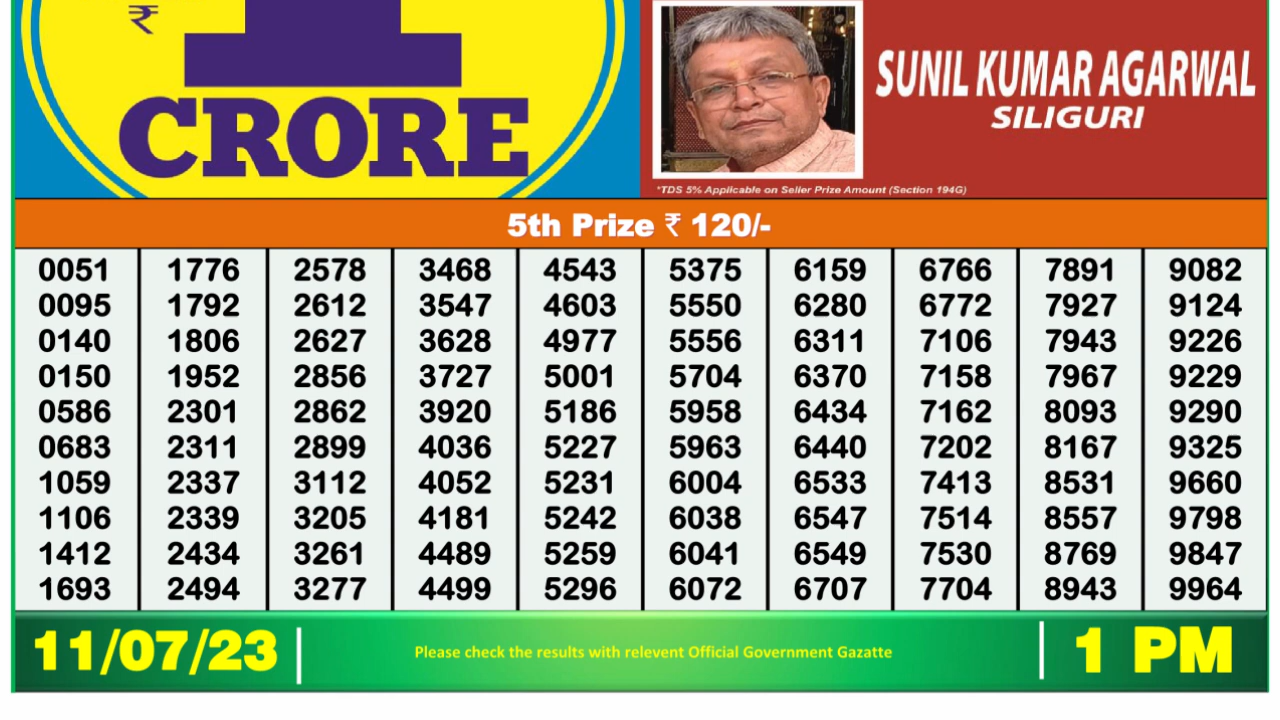 ₹
1
CRORE
SUNIL KUMAR AGARWAL
SILIGURI
*TDS 5% Applicable on Seller Prize Amount (Section 194G)
5th Prize ₹ 120/-
0051 1776 2578 3468 4543 5375 6159 6766 7891 9082
0095 1792 2612 3547 4603 5550 6280 6772 7927 9124
0140 1806 2627 3628 4977 5556 6311 7106 7943 9226
0150 1952 2856 3727 5001 5704 6370 7158 7967 9229
0586 2301 2862 3920 5186 5958 6434 7162 8093 9290
0683 2311 2899 4036 5227 5963 6440 7202 8167 9325
1059 2337 3112 4052 5231 6004 6533 7413 8531 9660
1106 2339 3205 4181 5242 6038 6547 7514 8557 9798
1412 2434 3261 4489 5259 6041 6549 7530 8769 9847
1693 2494 3277 4499 5296 6072 6707 7704 8943 9964
11/07/23
Please check the results with relevent Official Government Gazatte
1 PM